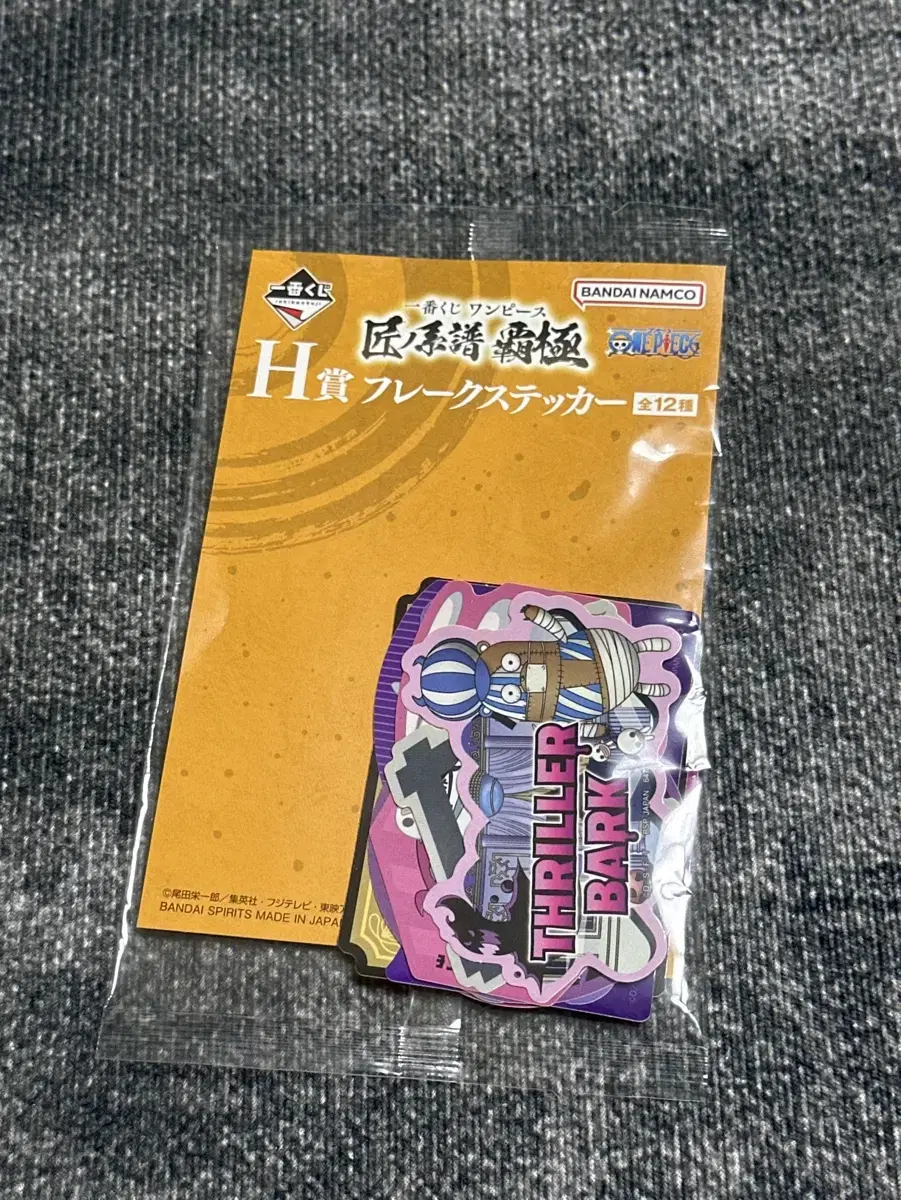 一番くじ
BANDAI NAMCO
一番くじ ワンピース
匠ノ系譜 覇極
ONE PIECE
H賞 フレークステッカー 全12種
THRILLER
BARK
©尾田栄一郎/集英社・フジテレビ・東映ア
BANDAI SPIRITS MADE IN JAPAN